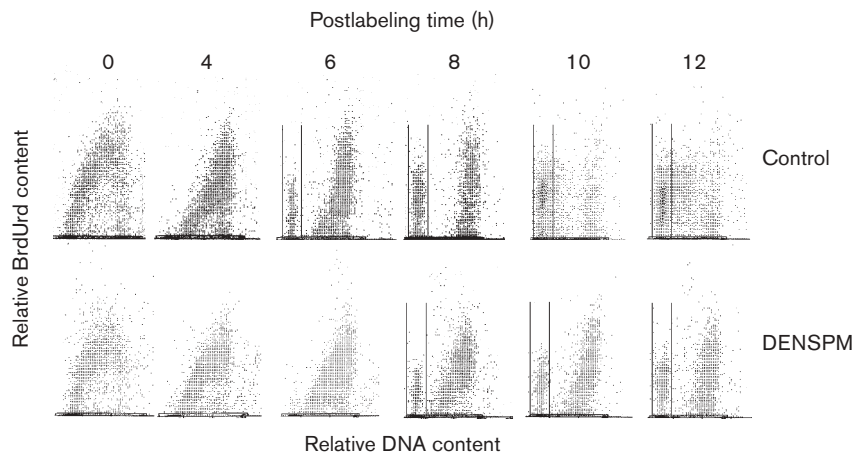 Postlabeling time (h)
0 4 6 8 10 12
Control
Relative BrdUrd content
DENSPM
Relative DNA content